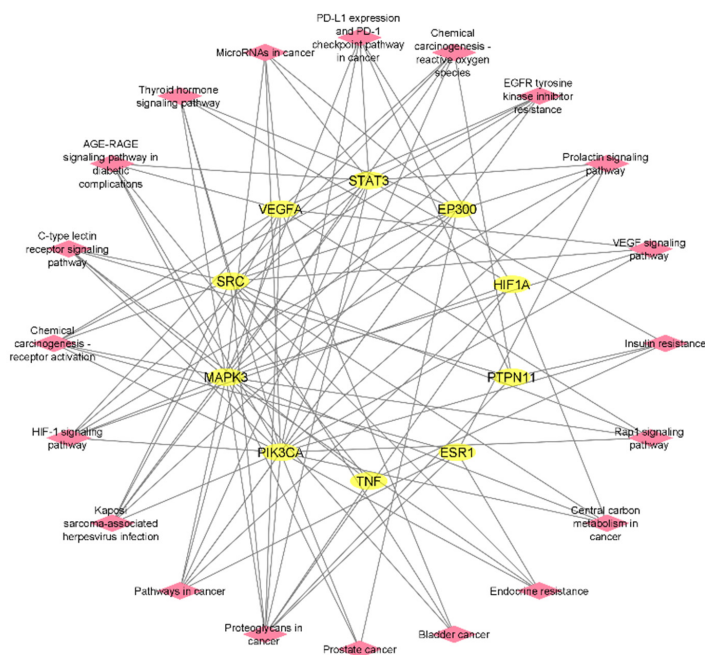 PD-L1 expression
and PD-1
checkpoint pathway
in cancer
Chemical
carcinogenesis -
reactive oxygen
species
MicroRNAs in cancer
EGFR tyrosine
kinase inhibitor
resistance
Thyroid hormone
signaling pathway
AGE-RAGE
signaling pathway in
diabetic
complications
Prolactin signaling
pathway
STAT3
VEGFA
EP300
C-type lectin
receptor signaling
pathway
VEGF signaling
pathway
SRC
HIF1A
Chemical
carcinogenesis -
receptor activation
Insulin resistance
MAPK3
PTPN11
HIF-1 signaling
pathway
Rap1 signaling
pathway
PIK3CA
ESR1
TNF
Kaposi
sarcoma-associated
herpesvirus infection
Central carbon
metabolism in
cancer
Pathways in cancer
Endocrine resistance
Proteoglycans in
cancer
Bladder cancer
Prostate cancer